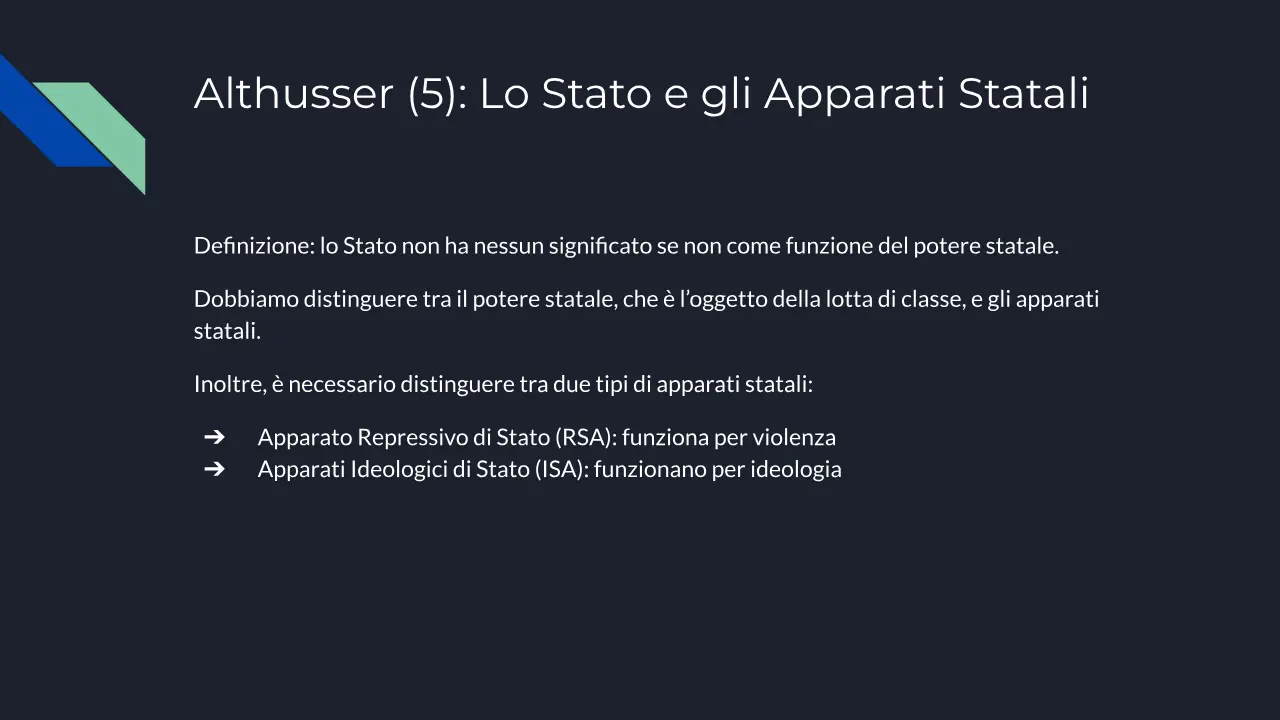 Althusser (5): Lo Stato e gli Apparati Statali
Definizione: lo Stato non ha nessun significato se non come funzione del potere statale.
Dobbiamo distinguere tra il potere statale, che è l’oggetto della lotta di classe, e gli apparati
statali.
Inoltre, è necessario distinguere tra due tipi di apparati statali:
➔ Apparato Repressivo di Stato (RSA): funziona per violenza
➔ Apparati Ideologici di Stato (ISA): funzionano per ideologia